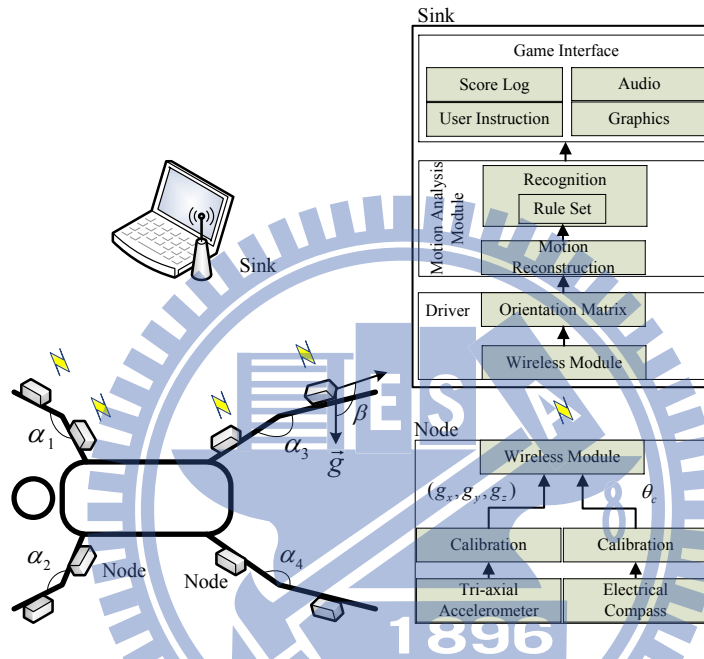 Sink
Game Interface
Score Log
Audio
User Instruction
Graphics
Motion Analysis
Module
Recognition
Rule Set
Motion
Reconstruction
Driver
Orientation Matrix
Wireless Module
Sink
α1
α2
α3
α4
β
g
Node
Node
Node
Wireless Module
(gx, gy, gz)
θc
Calibration
Calibration
Tri-axial
Accelerometer
Electrical
Compass
ES
A
8
1896